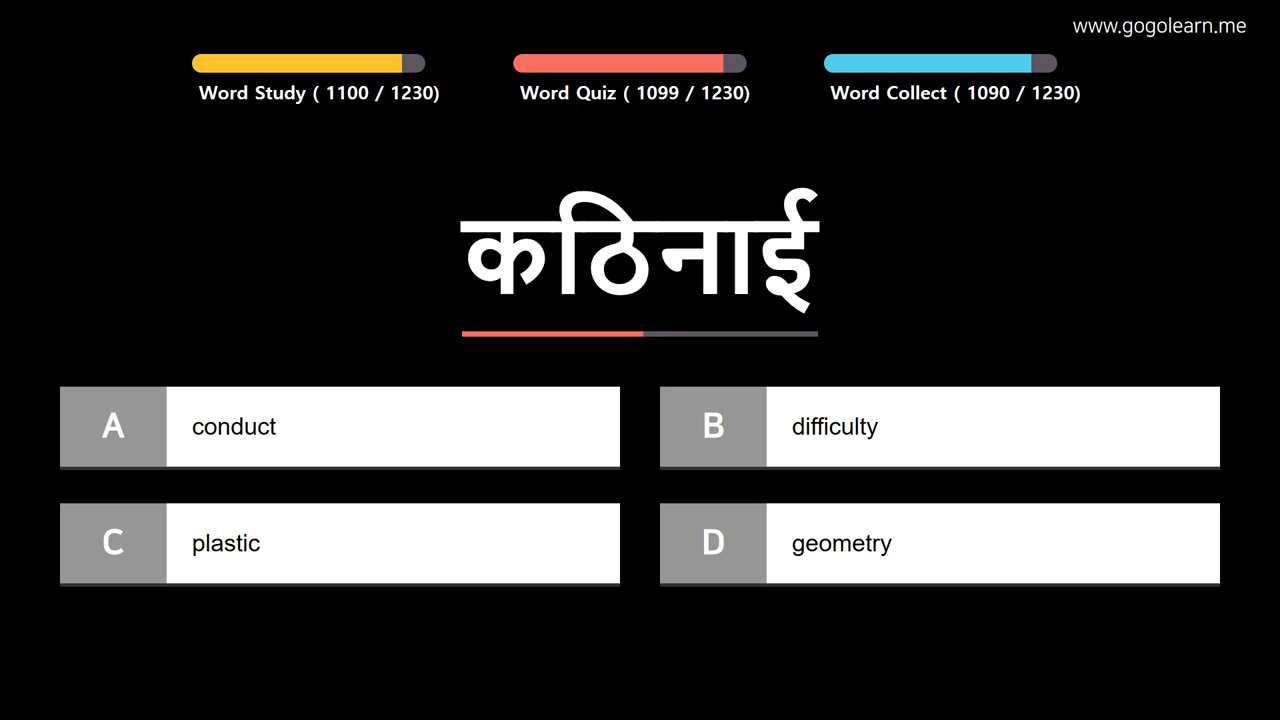 www.gogolearn.me
Word Study ( 1100 / 1230)
Word Quiz ( 1099 / 1230)
Word Collect ( 1090 / 1230)
कठिनाई
A conduct
B difficulty
C plastic
D geometry